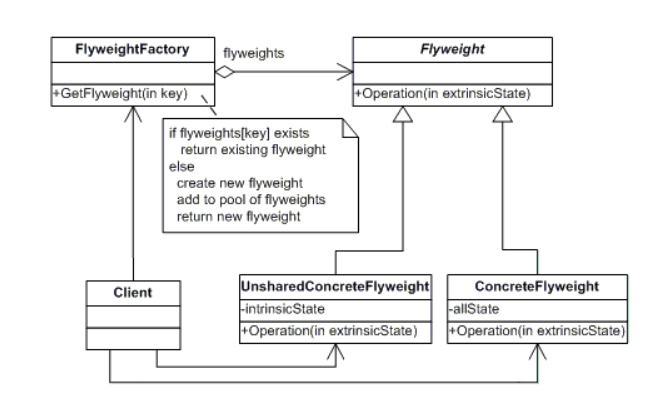 FlyweightFactory
flyweights
Flyweight
+GetFlyweight(in key)
+Operation(in extrinsicState)
if flyweights[key] exists
return existing flyweight
else
create new flyweight
add to pool of flyweights
return new flyweight
Client
UnsharedConcreteFlyweight
-intrinsicState
+Operation(in extrinsicState)
ConcreteFlyweight
-allState
+Operation(in extrinsicState)